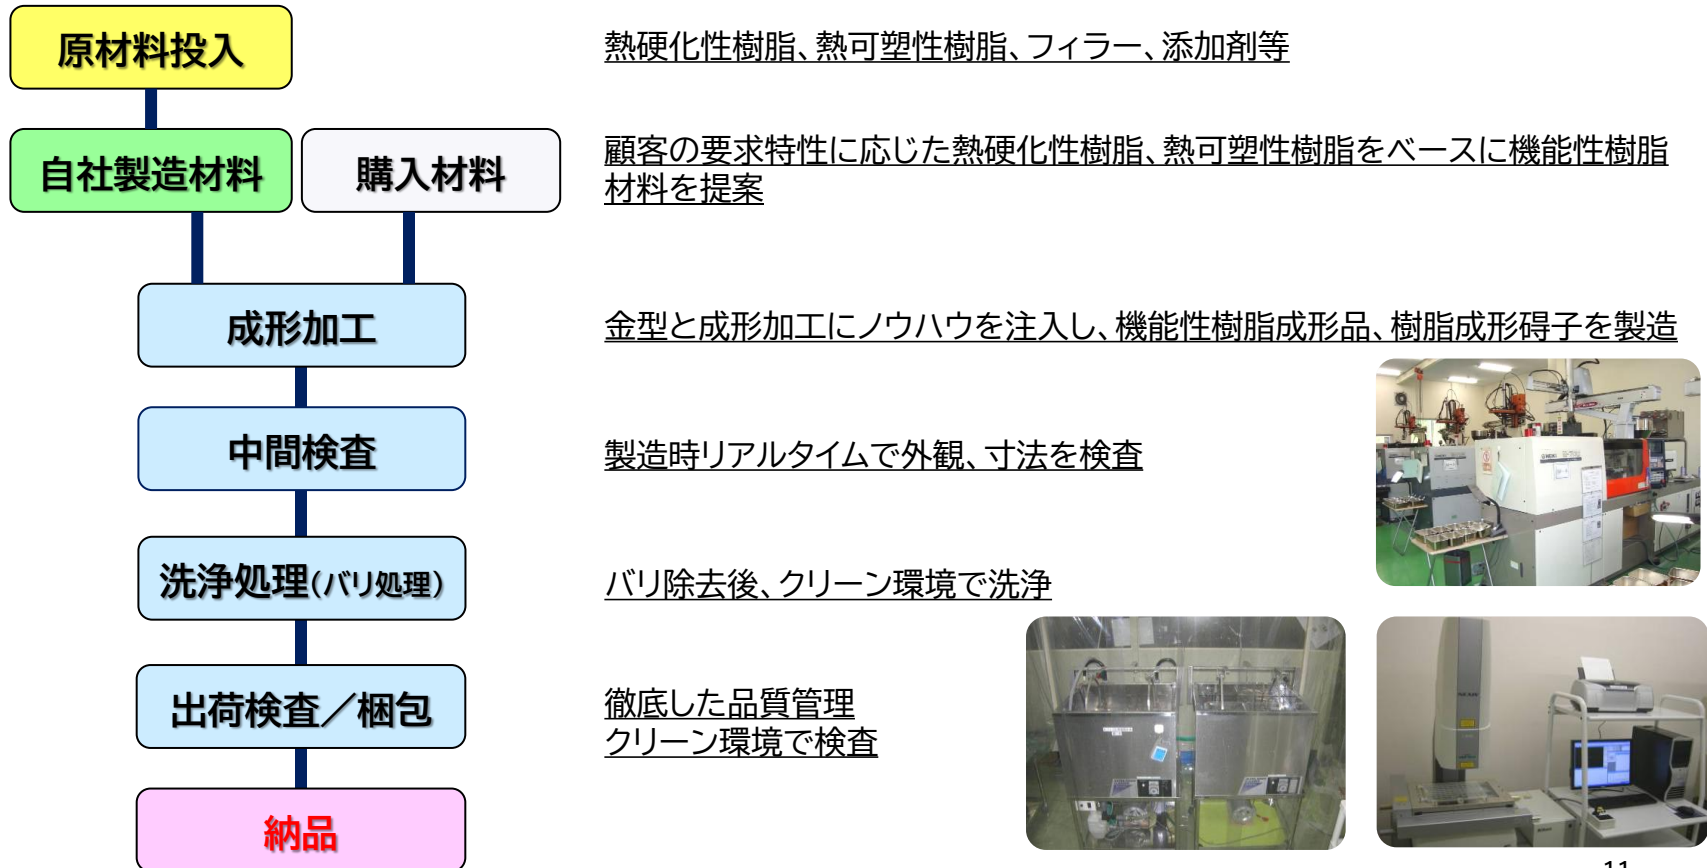 原材料投入
熱硬化性樹脂、熱可塑性樹脂、フィラー、添加剤等
自社製造材料
購入材料
顧客の要求特性に応じた熱硬化性樹脂、熱可塑性樹脂をベースに機能性樹脂
材料を提案
成形加工
金型と成形加工にノウハウを注入し、機能性樹脂成形品、樹脂成形碍子を製造
中間検査
製造時リアルタイムで外観、寸法を検査
洗浄処理(バリ処理)
バリ除去後、クリーン環境で洗浄
出荷検査／梱包
徹底した品質管理
クリーン環境で検査
納品
11